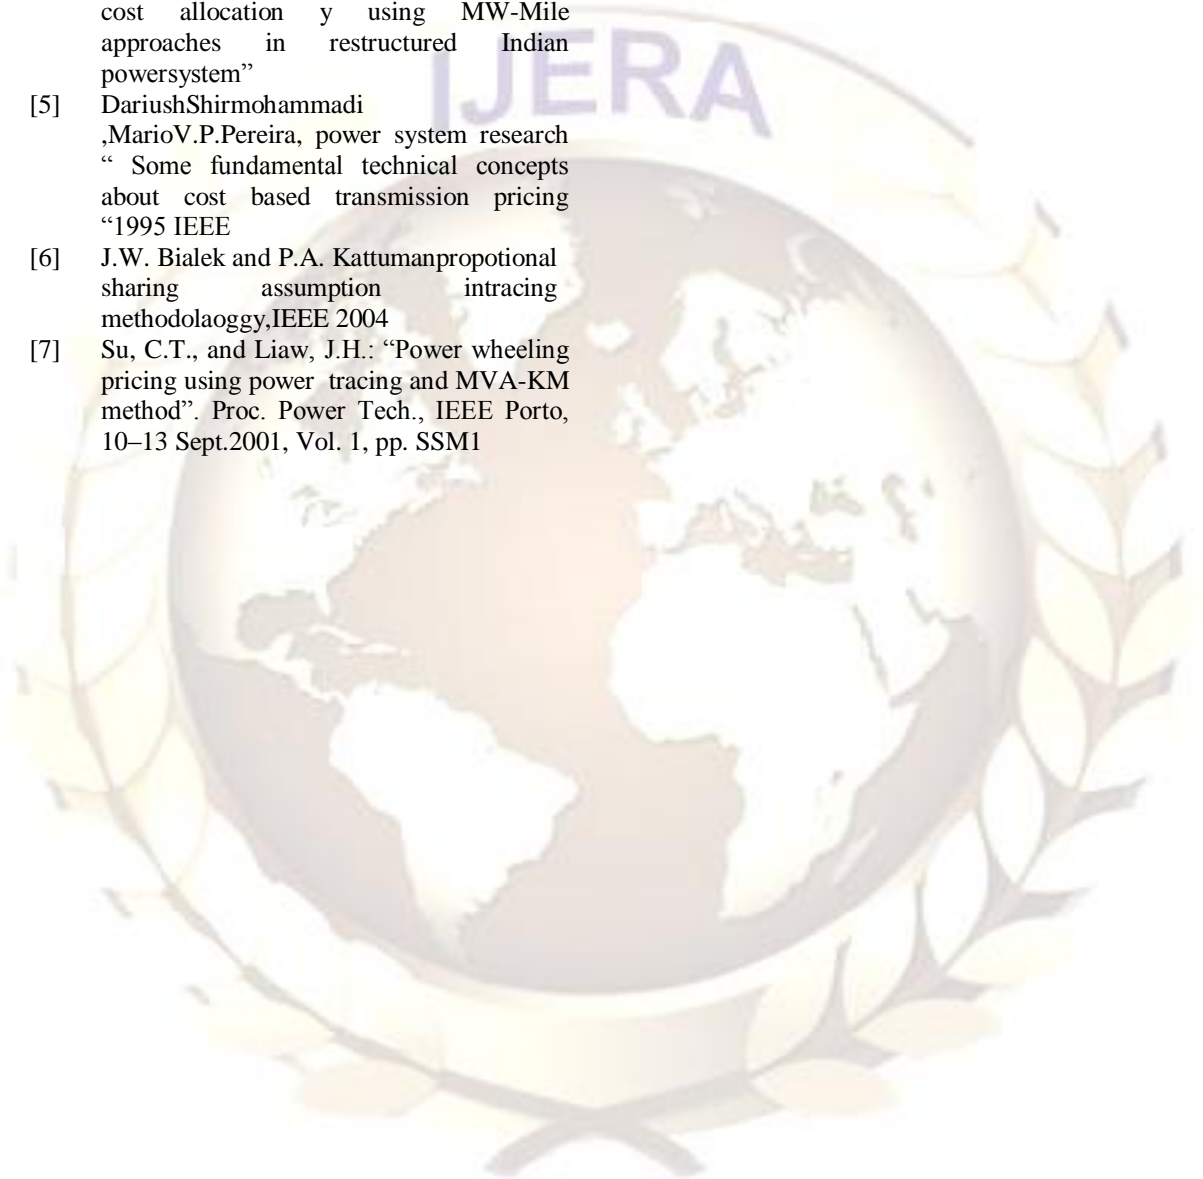 IJERA
cost allocation y using MW-Mile
approaches in restructured Indian
powersystem”
[5] DariushShirmohammadi
,MarioV.P.Pereira, power system research
“ Some fundamental technical concepts
about cost based transmission pricing
“1995 IEEE
[6] J.W. Bialek and P.A. Kattumanpropotional
sharing assumption intracing
methodolaoggy,IEEE 2004
[7] Su, C.T., and Liaw, J.H.: “Power wheeling
pricing using power tracing and MVA-KM
method”. Proc. Power Tech., IEEE Porto,
10–13 Sept.2001, Vol. 1, pp. SSM1